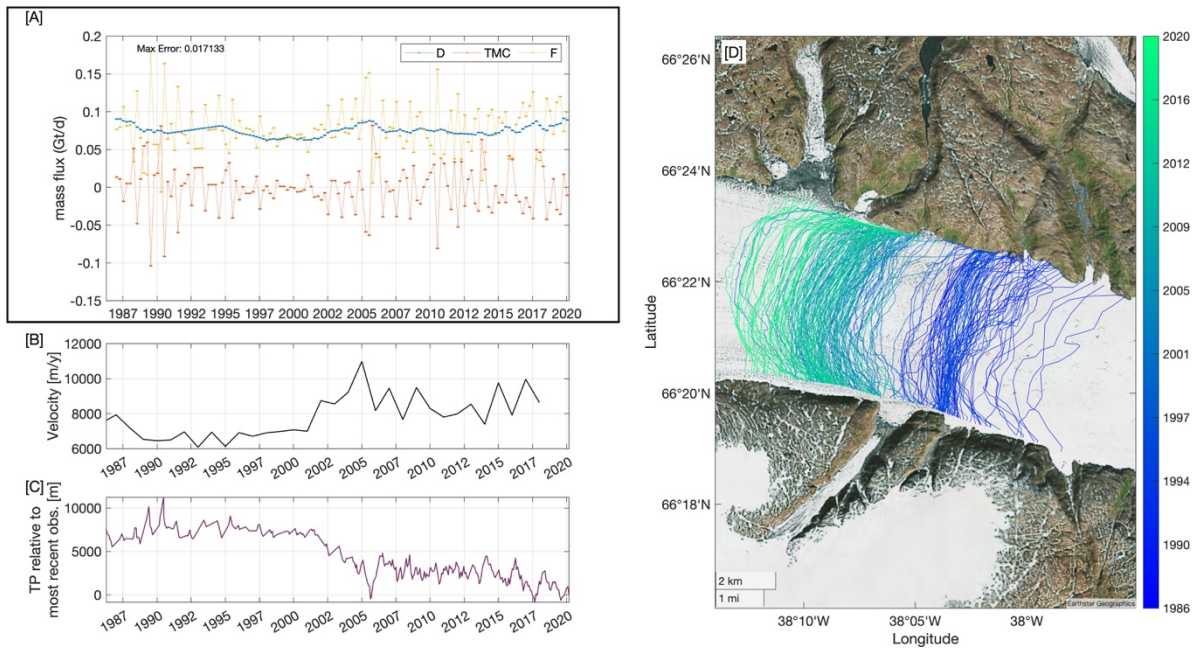 [A]
Max Error: 0.017133
D
TMC
F
mass flux (Gt/d)
0.2
0.15
0.1
0.05
0
-0.05
-0.1
-0.15
1987 1990 1992 1995 1997 2000 2002 2005 2007 2010 2012 2015 2017 2020
[B]
Velocity [m/y]
12000
10000
8000
6000
1987 1990 1992 1995 1997 2000 2002 2005 2007 2010 2012 2015 2017 2020
[C]
TP relative to
most recent obs. [m]
10000
5000
0
1987 1990 1992 1995 1997 2000 2002 2005 2007 2010 2012 2015 2017 2020
[D]
Latitude
66°26'N
66°24'N
66°22'N
66°20'N
66°18'N
2 km
1 mi
Earthstar Geographics
38°10'W 38°05'W 38°W
Longitude
2020
2016
2012
2009
2005
2001
1997
1994
1990
1986